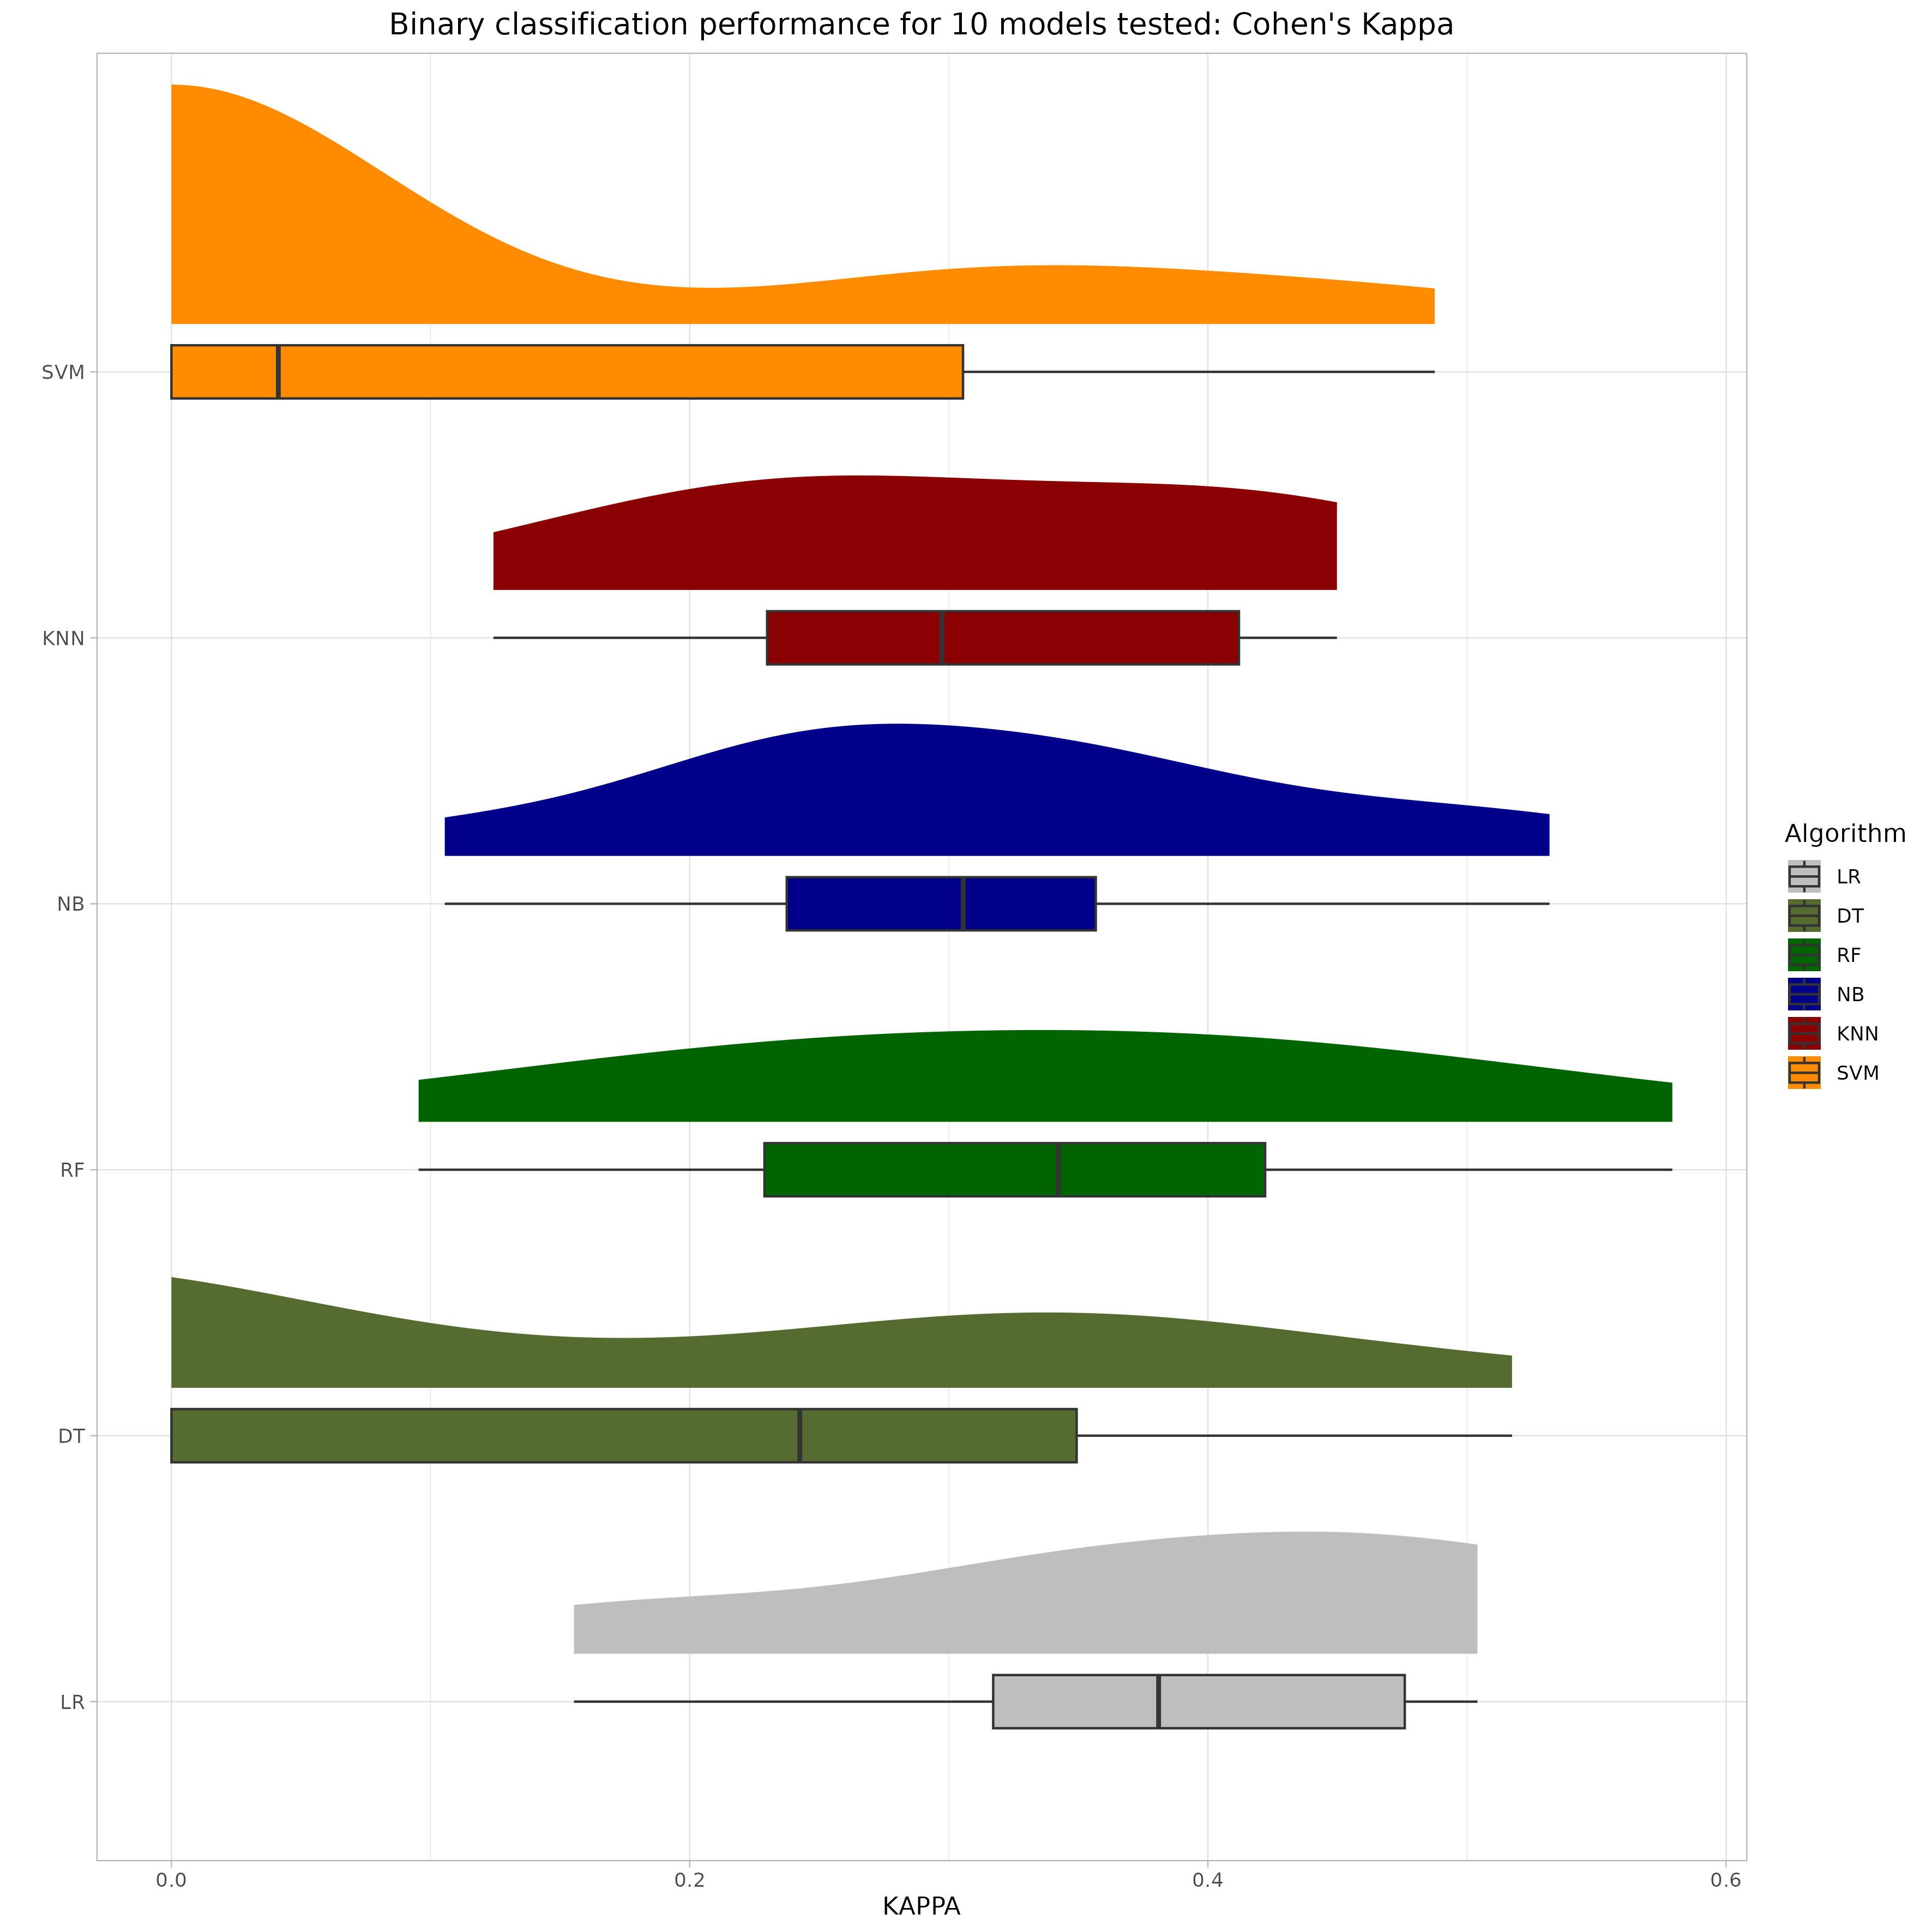 Binary classification performance for 10 models tested: Cohen's Kappa
SVM
KNN
NB
RF
DT
LR
0.0
0.2
0.4
0.6
KAPPA
Algorithm
LR
DT
RF
NB
KNN
SVM